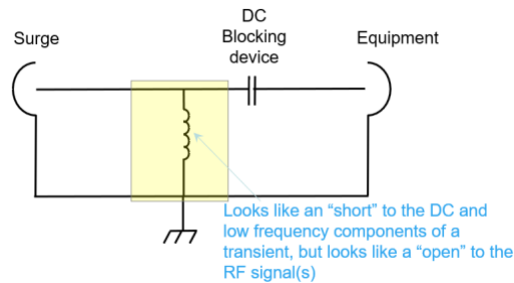 DC
Blocking
device
Surge
Equipment
Looks like an “short” to the DC and
low frequency components of a
transient, but looks like a “open” to the
RF signal(s)